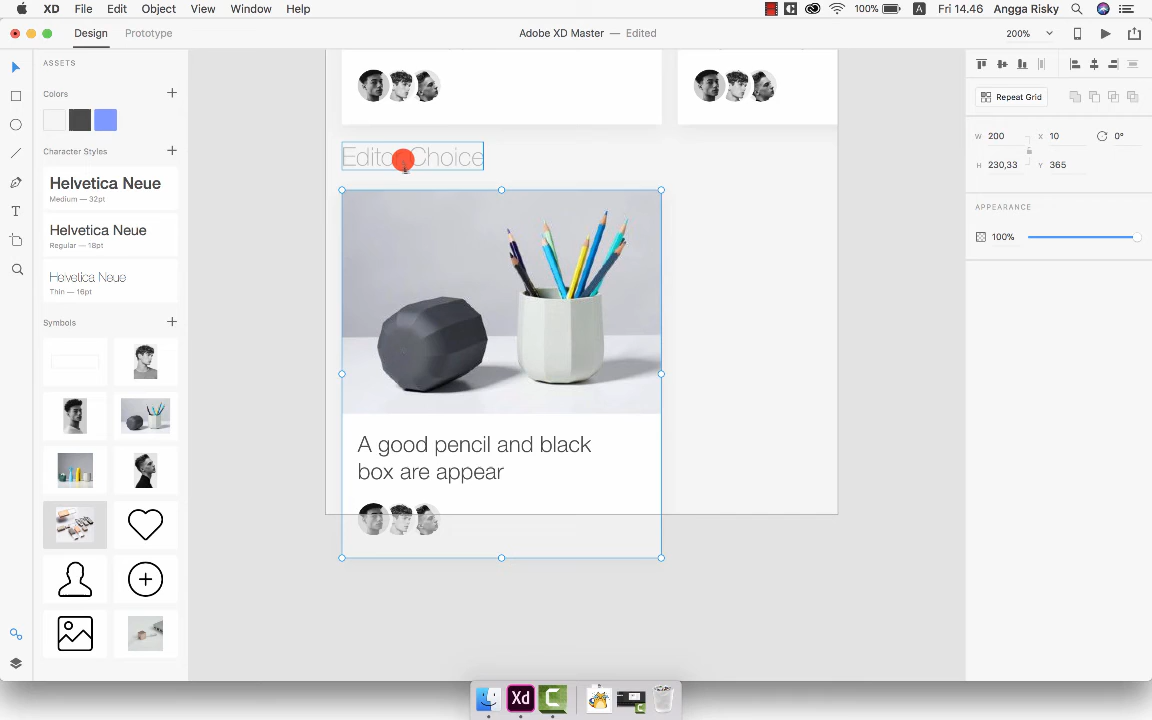 XD File Edit Object View Window Help
100% A Fri 14.46 Angga Risky
Design Prototype
Adobe XD Master — Edited
200%
ASSETS
Colors
Character Styles
Helvetica Neue
Medium — 32pt
Helvetica Neue
Regular — 18pt
Helvetica Neue
Thin — 16pt
Symbols
Editor Choice
A good pencil and black
box are appear
Repeat Grid
W 200 X 10 0°
H 230,33 Y 365
APPEARANCE
100%
Xd